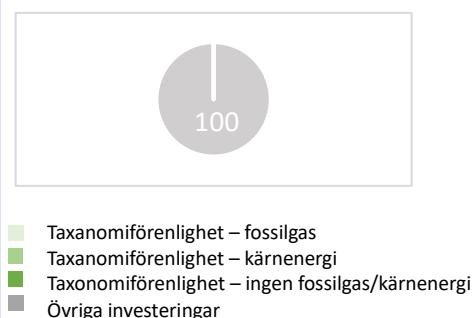 100
Taxanomiförenlighet – fossilgas
Taxanomiförenlighet – kärnenergi
Taxonomiförenlighet – ingen fossilgas/kärnenergi
Övriga investeringar